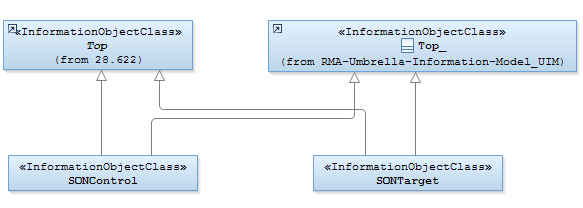 «InformationObjectClass»
Top
(from 28.622)
«InformationObjectClass»
Top_
(from RMA-Umbrella-Information-Model_UIM)
«InformationObjectClass»
SONControl
«InformationObjectClass»
SONTarget